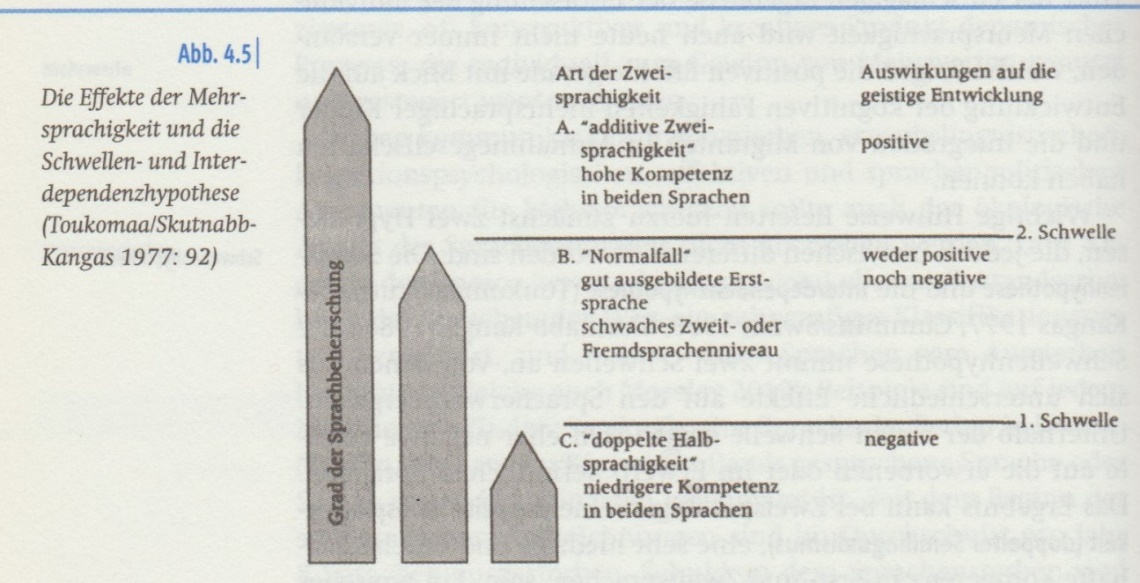 Abb. 4.5
Die Effekte der Mehr-
sprachigkeit und die
Schwellen- und Inter-
dependenzhypothese
(Toukomaa/Skutnabb-
Kangas 1977: 92)
Grad der Sprachbeherrschung
Art der Zwei-
sprachigkeit
Auswirkungen auf die
geistige Entwicklung
A. "additive Zwei-
sprachigkeit"
hohe Kompetenz
in beiden Sprachen
positive
2. Schwelle
B. "Normalfall"
gut ausgebildete Erst-
sprache
schwaches Zweit- oder
Fremdsprachenniveau
weder positive
noch negative
1. Schwelle
C. "doppelte Halb-
sprachigkeit"
niedrigere Kompetenz
in beiden Sprachen
negative